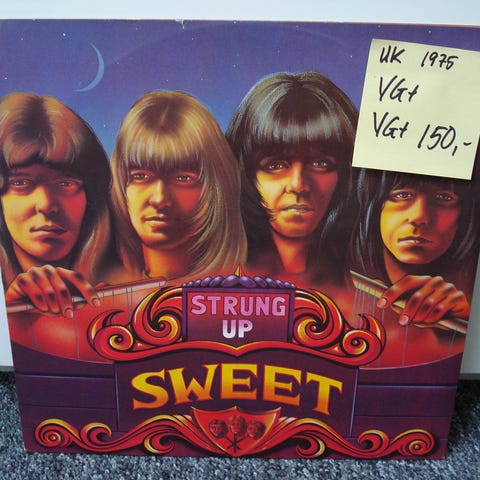 UK 1975
VG+
VG+ 150,-
STRUNG
UP
SWEET